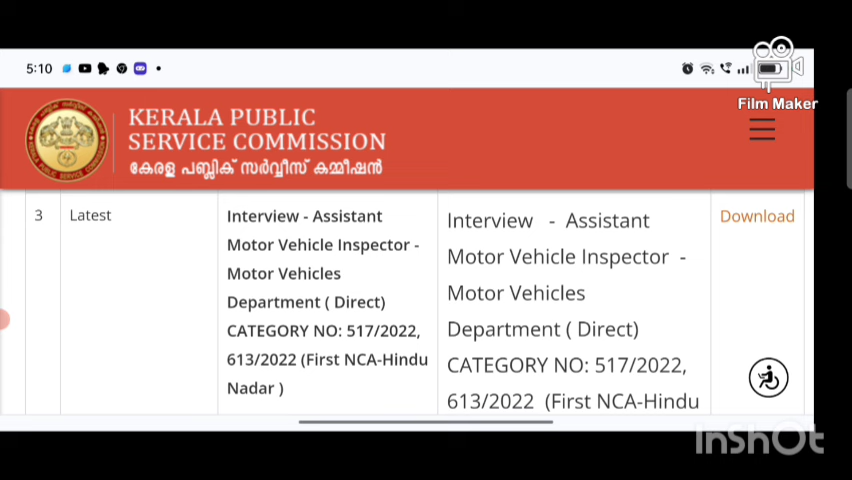 5:10
Film Maker
KERALA PUBLIC
SERVICE COMMISSION
കേരള പബ്ലിക് സർവ്വീസ് കമ്മീഷൻ
3
Latest
Interview - Assistant
Motor Vehicle Inspector -
Motor Vehicles
Department ( Direct)
CATEGORY NO: 517/2022,
613/2022 (First NCA-Hindu
Nadar )
Interview - Assistant
Motor Vehicle Inspector -
Motor Vehicles
Department ( Direct)
CATEGORY NO: 517/2022,
613/2022 (First NCA-Hindu
Download
InShOt